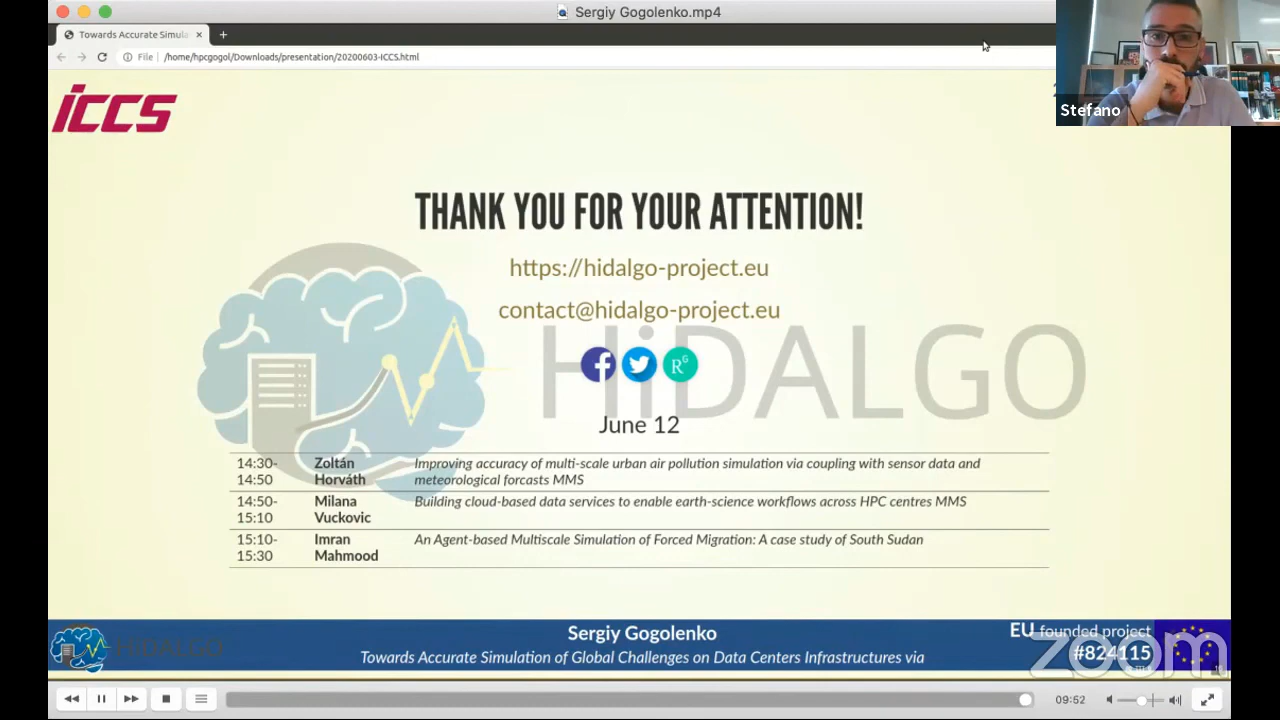 Sergiy Gogolenko.mp4
Towards Accurate Simula
File /home/hpcgogol/Downloads/presentation/20200603-ICCS.html
Stefano
iccs
THANK YOU FOR YOUR ATTENTION!
https://hidalgo-project.eu
contact@hidalgo-project.eu
HiDALGO
June 12
14:30-14:50 Zoltán Horváth Improving accuracy of multi-scale urban air pollution simulation via coupling with sensor data and
meteorological forcasts MMS
14:50-15:10 Milana Vuckovic Building cloud-based data services to enable earth-science workflows across HPC centres MMS
15:10-15:30 Imran Mahmood An Agent-based Multiscale Simulation of Forced Migration: A case study of South Sudan
HiDALGO
Sergiy Gogolenko
Towards Accurate Simulation of Global Challenges on Data Centers Infrastructures via
EU founded project
#824115
zoom
09:52